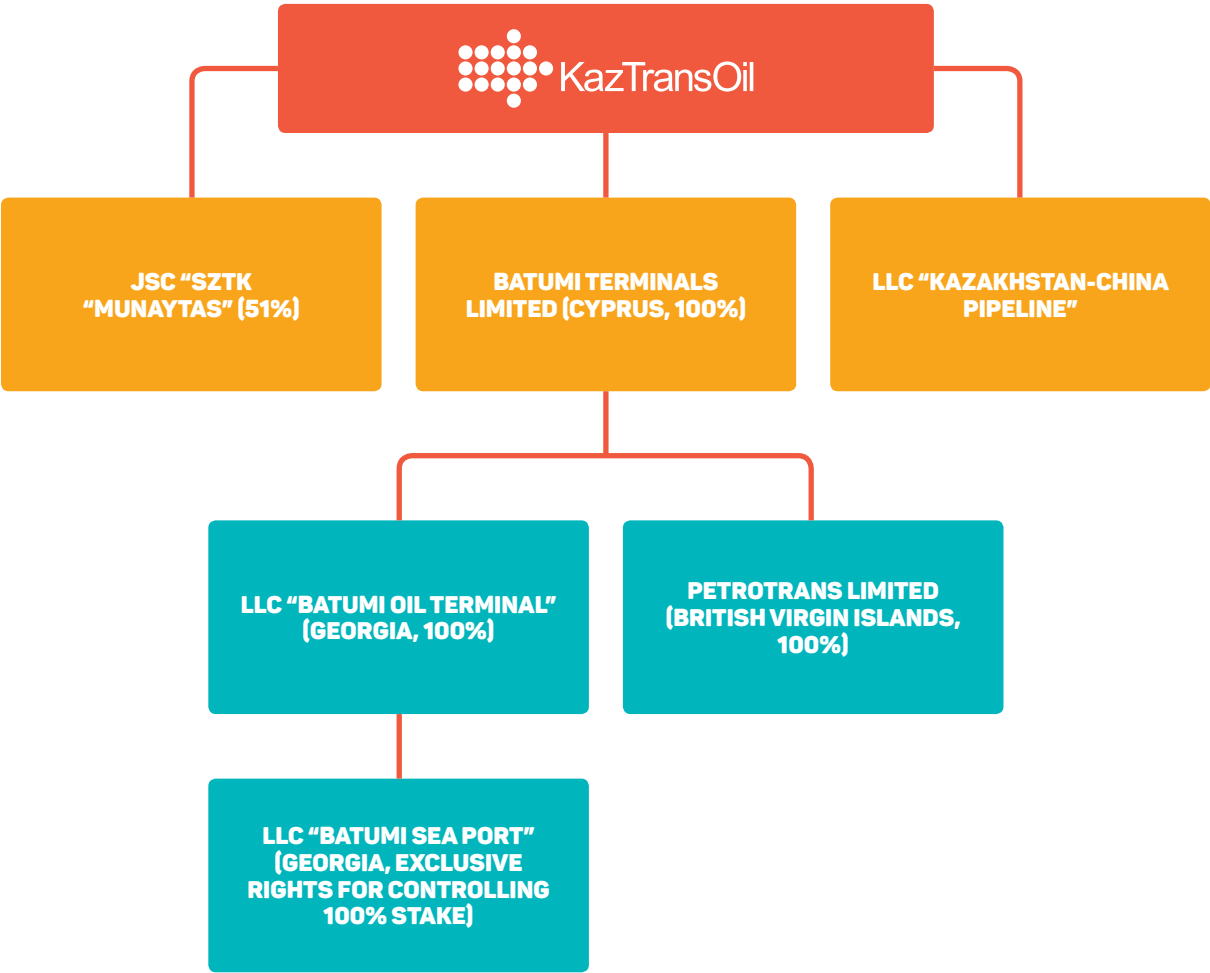 KazTransOil
JSC “SZTK
“MUNAYTAS” (51%)
BATUMI TERMINALS
LIMITED (CYPRUS, 100%)
LLC “KAZAKHSTAN-CHINA
PIPELINE”
LLC “BATUMI OIL TERMINAL”
(GEORGIA, 100%)
PETROTRANS LIMITED
(BRITISH VIRGIN ISLANDS,
100%)
LLC “BATUMI SEA PORT”
(GEORGIA, EXCLUSIVE
RIGHTS FOR CONTROLLING
100% STAKE)